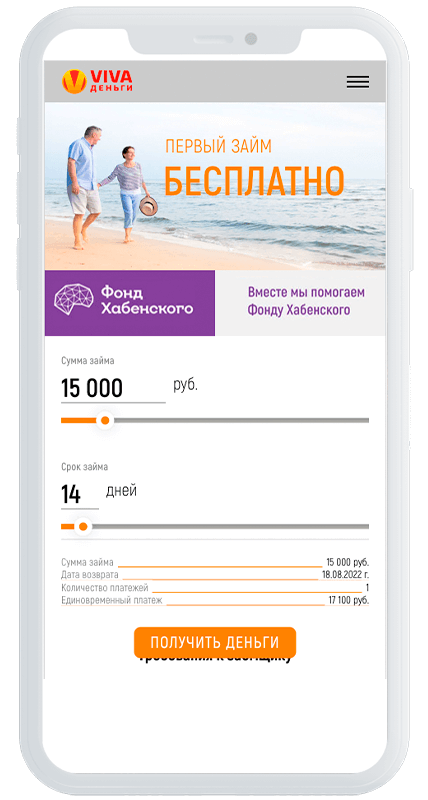 VIVA
ДЕНЬГИ
ПЕРВЫЙ ЗАЙМ
БЕСПЛАТНО
Фонд
Хабенского
Вместе мы помогаем
Фонду Хабенского
Сумма займа
15 000 руб.
Срок займа
14 дней
Сумма займа 15 000 руб.
Дата возврата 18.08.2022 г.
Количество платежей 1
Единовременный платеж 17 100 руб.
ПОЛУЧИТЬ ДЕНЬГИ
Требования к заемщику